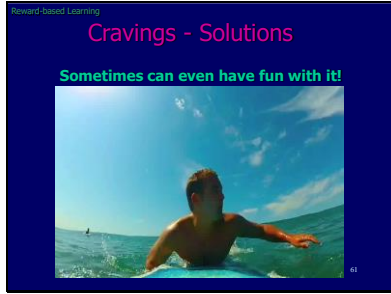 Reward-based Learning
Cravings - Solutions
Sometimes can even have fun with it!
61